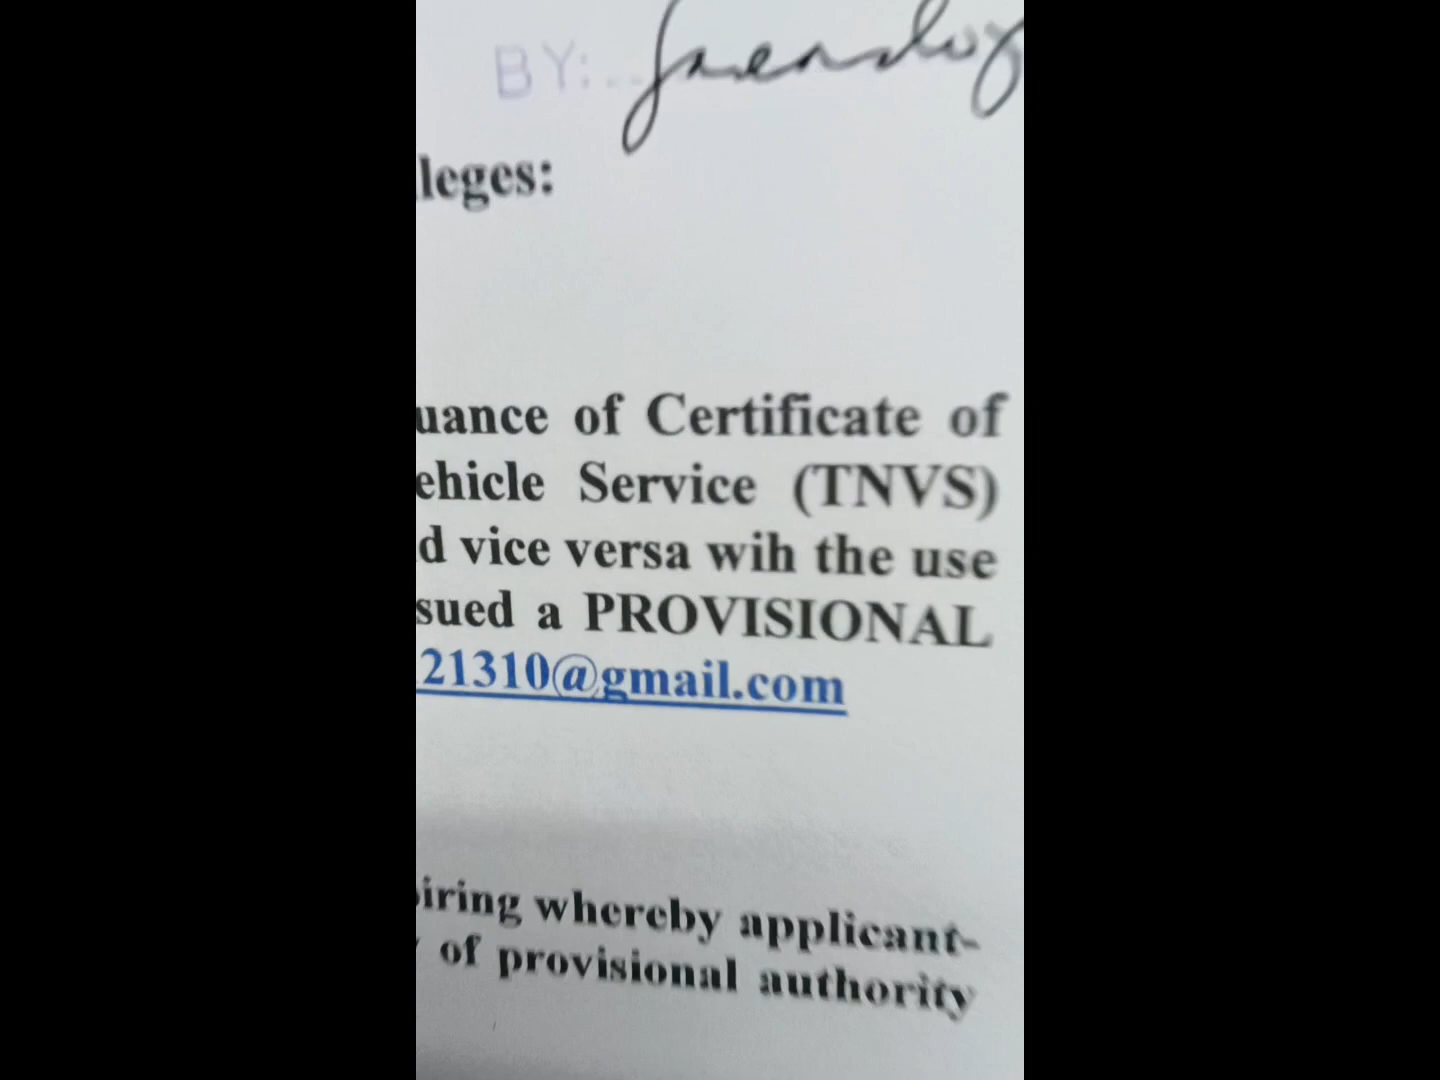 BY:
leges:
uance of Certificate of
ehicle Service (TNVS)
d vice versa wih the use
sued a PROVISIONAL
21310@gmail.com
iring whereby applicant-
of provisional authority